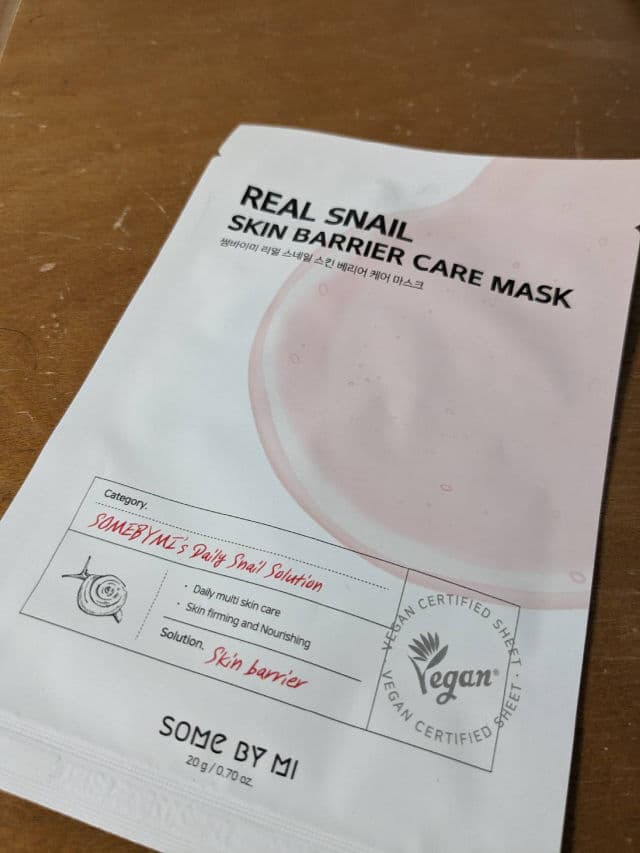 REAL SNAIL
SKIN BARRIER CARE MASK
썸바이미 리얼 스네일 스킨 베리어 케어 마스크
Category.
SOMEBYMI's Daily Snail Solution
· Daily multi skin care
· Skin firming and Nourishing
Solution. Skin barrier
VEGAN CERTIFIED SHEET ·
Vegan®
VEGAN CERTIFIED SHEET ·
SOME BY MI
20 g / 0.70 oz.